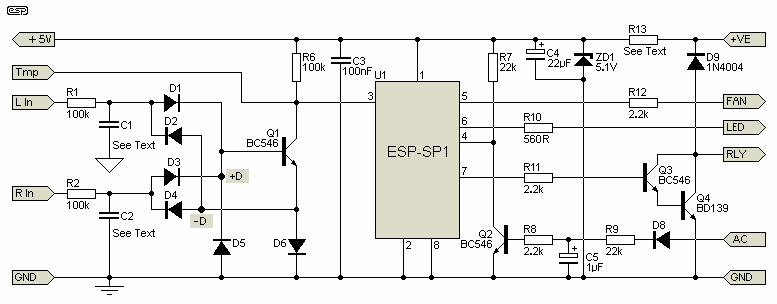 esp
+5V
R6
100k
C3
100nF
U1
R7
22k
C4
22µF
ZD1
5.1V
R13
See Text
+VE
D9
1N4004
Tmp
L In
R1
100k
D1
D2
C1
See Text
3
1
ESP-SP1
5
6
4
7
2
8
R12
2.2k
FAN
R10
560R
LED
RLY
Q1
BC546
D3
D4
+D
-D
R In
R2
100k
C2
See Text
D5
D6
R11
2.2k
Q3
BC546
Q4
BD139
Q2
BC546
R8
2.2k
R9
22k
D8
AC
C5
1µF
GND
GND